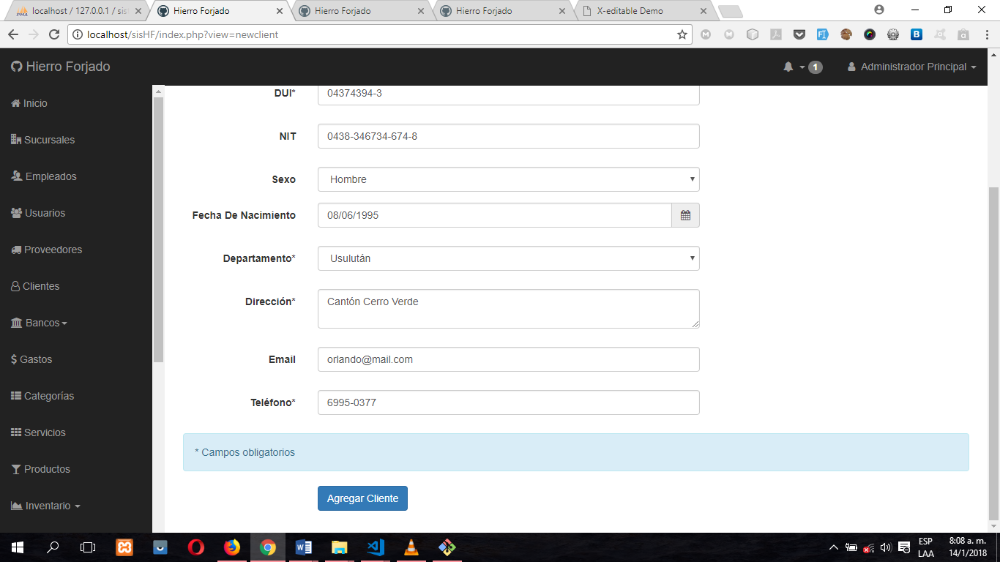 localhost / 127.0.0.1 / sis
Hierro Forjado
Hierro Forjado
Hierro Forjado
X-editable Demo
localhost/sisHF/index.php?view=newclient
Hierro Forjado
1
Administrador Principal
Inicio
Sucursales
Empleados
Usuarios
Proveedores
Clientes
Bancos
$ Gastos
Categorías
Servicios
Productos
Inventario
DUI* 04374394-3
NIT 0438-346734-674-8
Sexo Hombre
Fecha De Nacimiento 08/06/1995
Departamento* Usulután
Dirección* Cantón Cerro Verde
Email orlando@mail.com
Teléfono* 6995-0377
* Campos obligatorios
Agregar Cliente
ESP
LAA
8:08 a. m.
14/1/2018